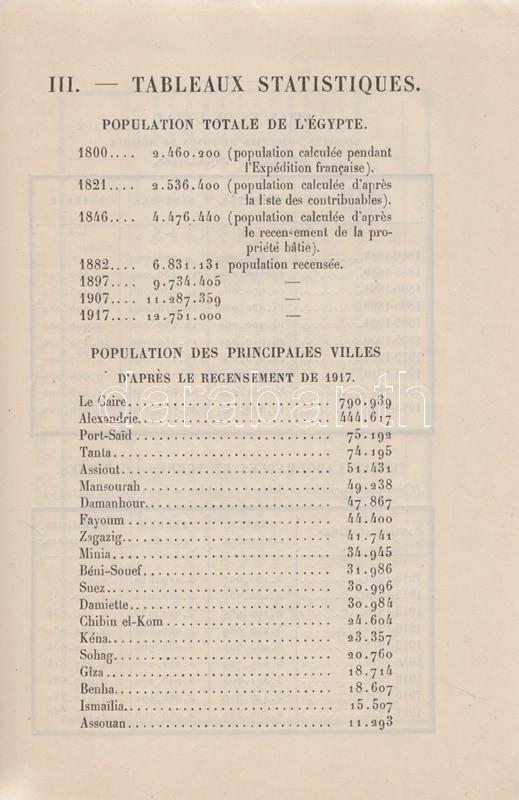 III. — TABLEAUX STATISTIQUES.
POPULATION TOTALE DE L'ÉGYPTE.
1800.... 2.460.200 (population calculée pendant
l'Expédition française).
1821.... 2.536.400 (population calculée d'après
la liste des contribuables).
1846.... 4.476.440 (population calculée d'après
le recensement de la pro-
priété bâtie).
1882.... 6.831.131 population recensée.
1897.... 9.734.405 —
1907.... 11.287.359 —
1917.... 12.751.000 —
POPULATION DES PRINCIPALES VILLES
D'APRÈS LE RECENSEMENT DE 1917.
Le Caire.............................. 790.939
Alexandrie............................ 444.617
Port-Saïd ............................ 75.192
Tanta................................. 74.195
Assiout............................... 51.431
Mansourah ............................ 49.238
Damanhour............................. 47.867
Fayoum ............................... 44.400
Zagazig............................... 41.741
Minia................................. 34.945
Béni-Souef............................ 31.986
Suez.................................. 30.996
Damiette.............................. 30.984
Chibin el-Kom ........................ 24.604
Kéna.................................. 23.357
Sohag................................. 20.760
Gîza.................................. 18.714
Benha................................. 18.607
Ismaïlia.............................. 15.507
Assouan............................... 11.293
darabanth